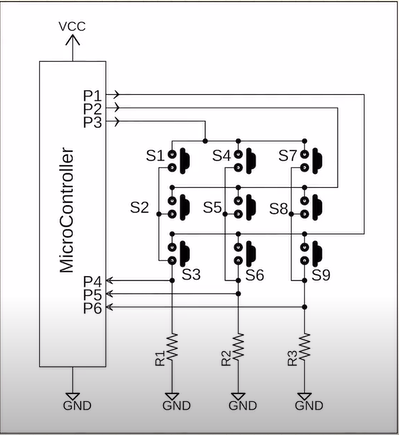 VCC
P1
P2
P3
S1 S4 S7
S2 S5 S8
S3 S6 S9
MicroController
P4
P5
P6
R1 R2 R3
GND GND GND GND